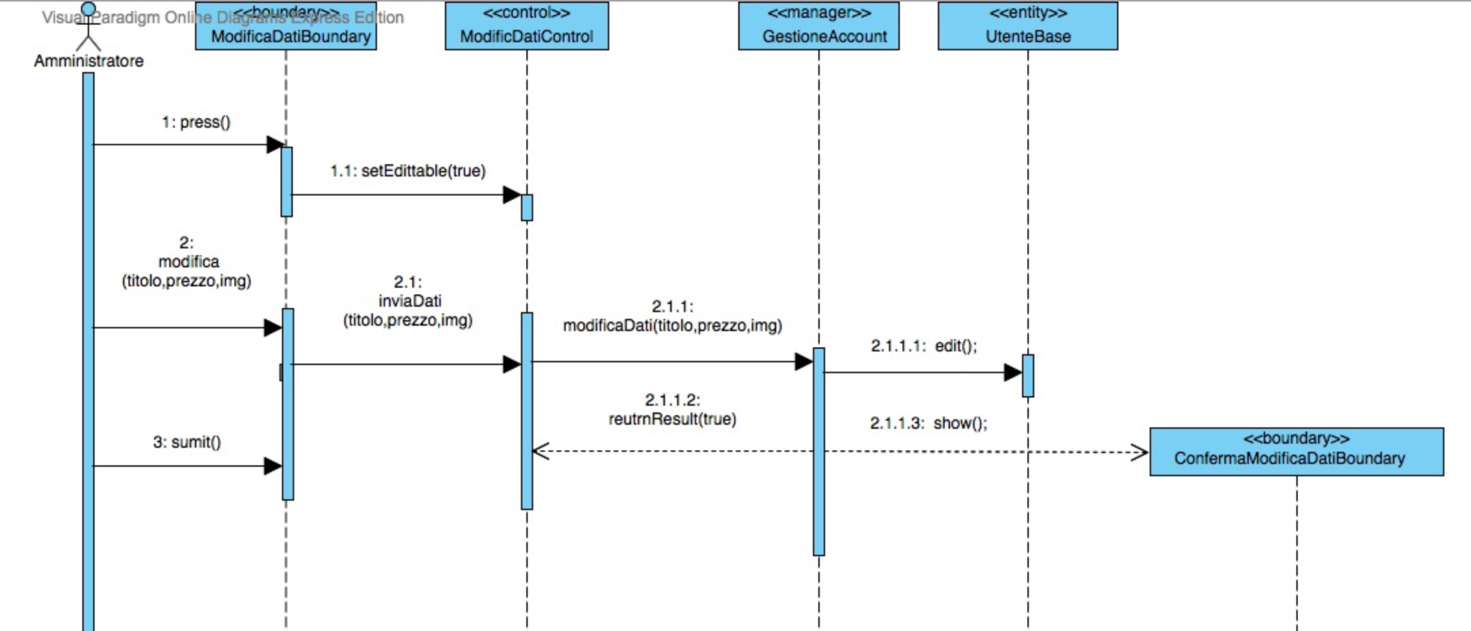 Visual Paradigm Online Diagrams Express Edition
Amministratore
<<boundary>>
ModificaDatiBoundary
<<control>>
ModificDatiControl
<<manager>>
GestioneAccount
<<entity>>
UtenteBase
1: press()
1.1: setEdittable(true)
2:
modifica
(titolo,prezzo,img)
2.1:
inviaDati
(titolo,prezzo,img)
2.1.1:
modificaDati(titolo,prezzo,img)
2.1.1.1: edit();
2.1.1.2:
reutrnResult(true)
2.1.1.3: show();
3: sumit()
<<boundary>>
ConfermaModificaDatiBoundary